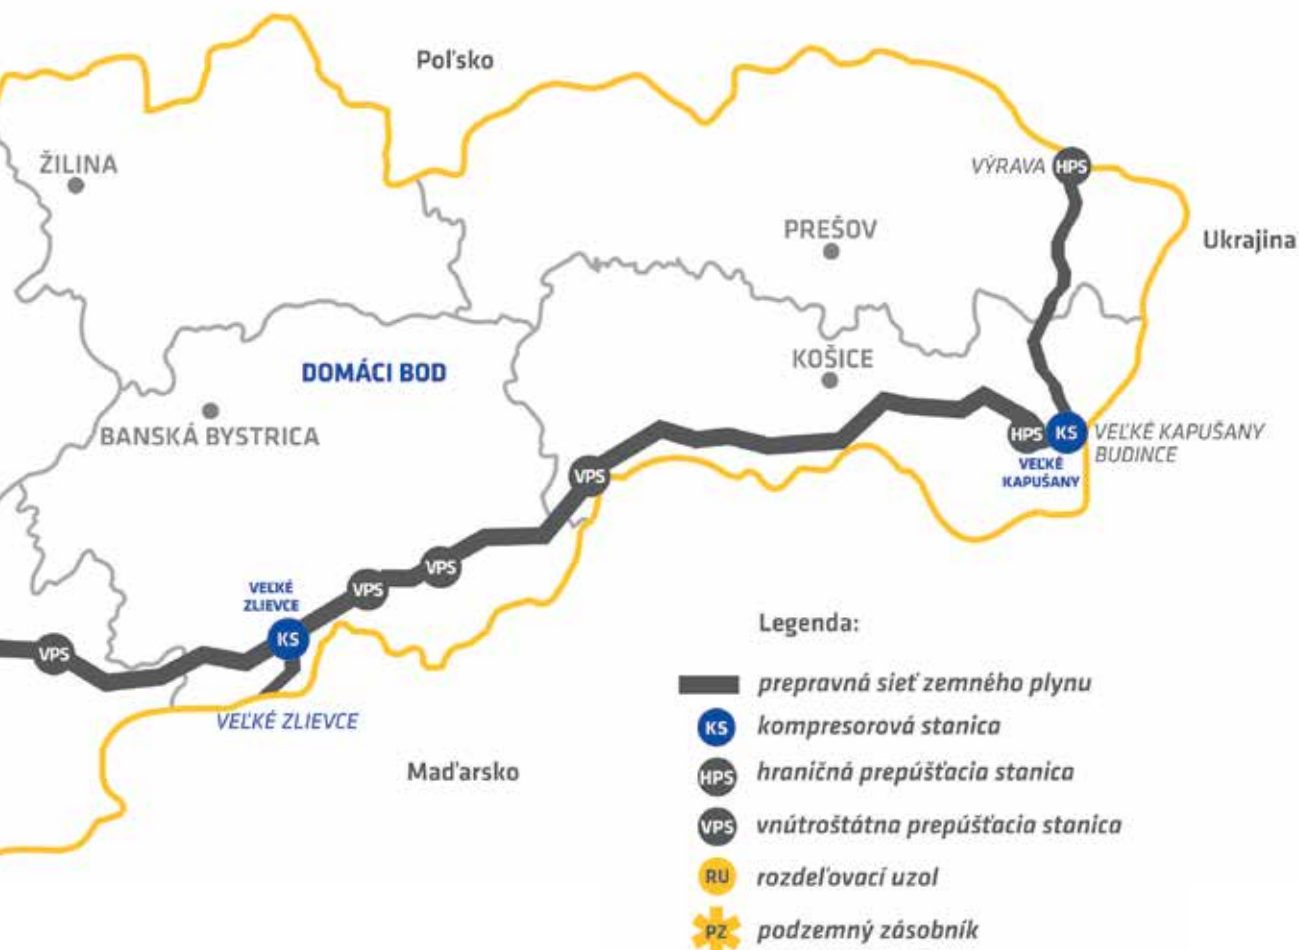 Poľsko
ŽILINA
VÝRAVA
HPS
PREŠOV
Ukrajina
KOŠICE
DOMÁCI BOD
BANSKÁ BYSTRICA
HPS
KS
VEĽKÉ KAPUŠANY
BUDINCE
VEĽKÉ
KAPUŠANY
VPS
VPS
VPS
VEĽKÉ
ZLIEVCE
KS
VPS
VEĽKÉ ZLIEVCE
Maďarsko
Legenda:
prepravná sieť zemného plynu
KS kompresorová stanica
HPS hraničná prepúšťacia stanica
VPS vnútroštátna prepúšťacia stanica
RU rozdeľovací uzol
PZ podzemný zásobník